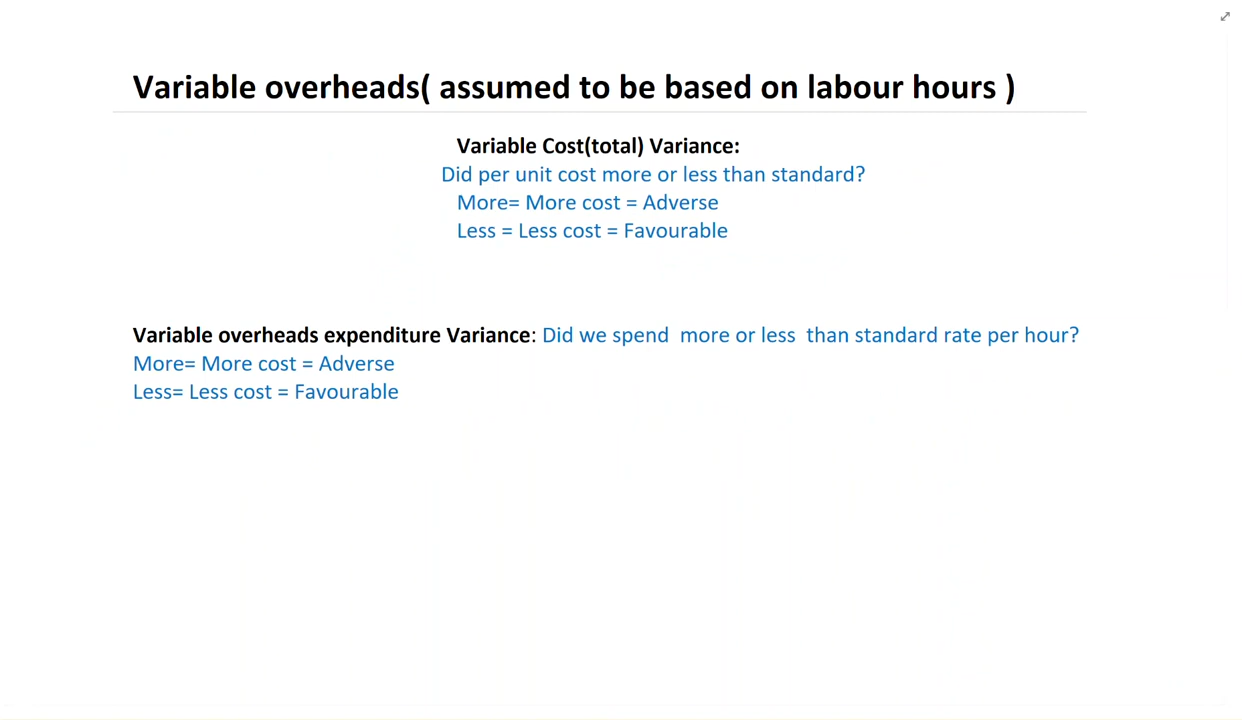 Variable overheads( assumed to be based on labour hours )
Variable Cost(total) Variance:
Did per unit cost more or less than standard?
More= More cost = Adverse
Less = Less cost = Favourable
Variable overheads expenditure Variance: Did we spend  more or less  than standard rate per hour?
More= More cost = Adverse
Less= Less cost = Favourable